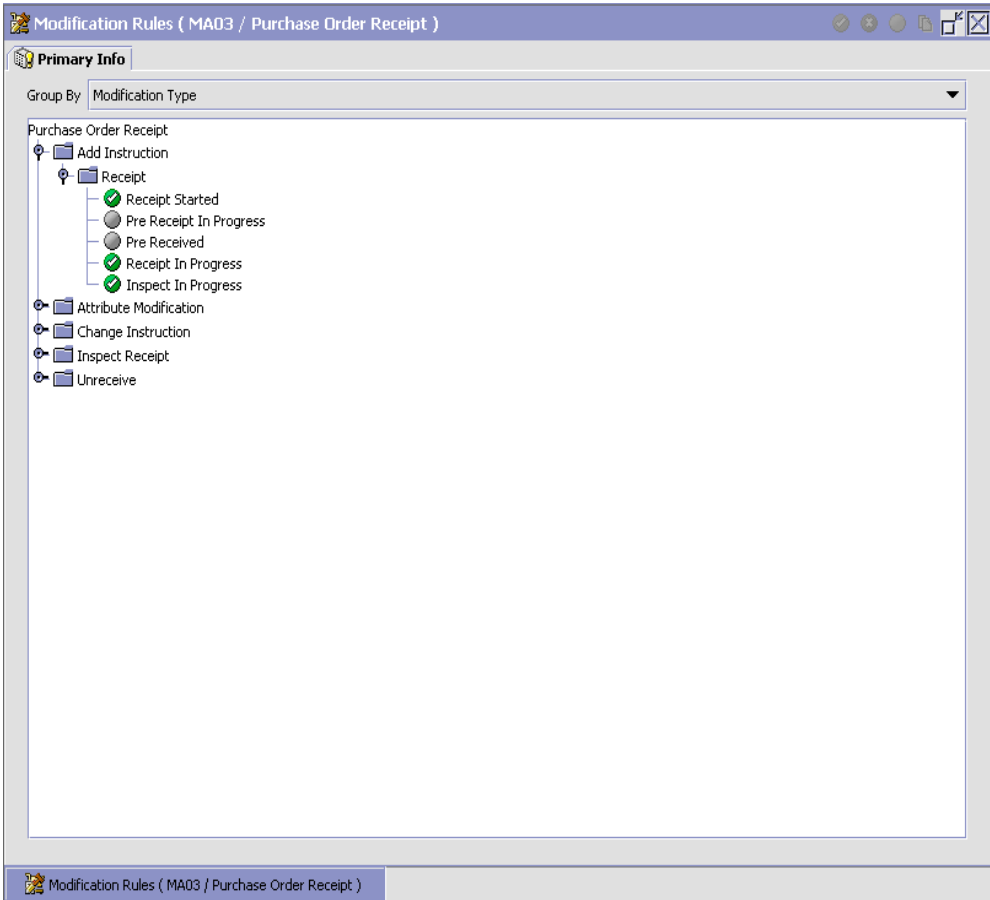 Modification Rules ( MA03 / Purchase Order Receipt )
Primary Info
Group By Modification Type
Purchase Order Receipt
Add Instruction
Receipt
Receipt Started
Pre Receipt In Progress
Pre Received
Receipt In Progress
Inspect In Progress
Attribute Modification
Change Instruction
Inspect Receipt
Unreceive
Modification Rules ( MA03 / Purchase Order Receipt )